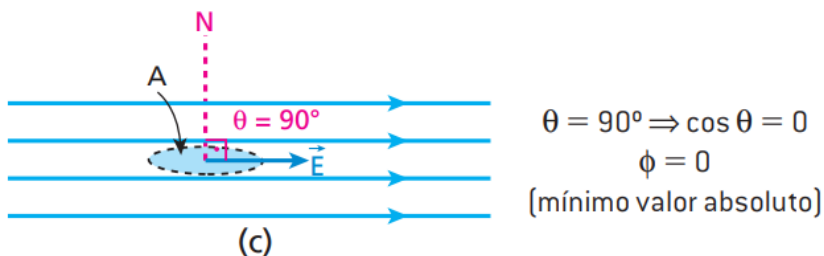 N
A
θ = 90°
E⃗
(c)
θ = 90º ⇒ cos θ = 0
ϕ = 0
(mínimo valor absoluto)